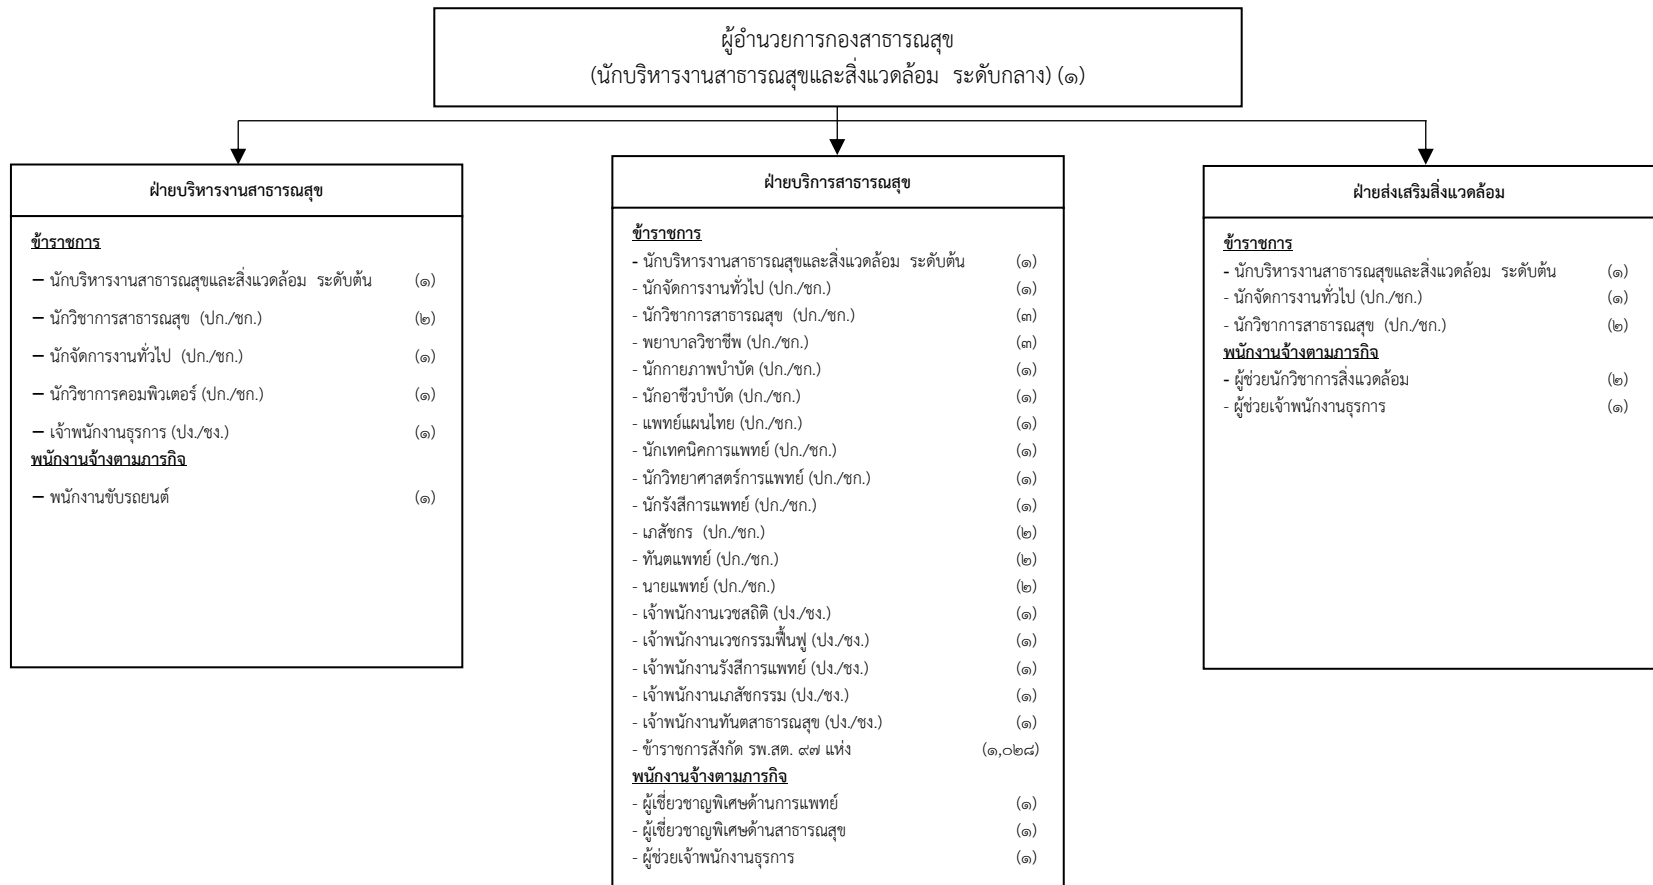 ผู้อำนวยการกองสาธารณสุข
(นักบริหารงานสาธารณสุขและสิ่งแวดล้อม ระดับกลาง) (๑)
ฝ่ายบริหารงานสาธารณสุข
ข้าราชการ
– นักบริหารงานสาธารณสุขและสิ่งแวดล้อม ระดับต้น (๑)
– นักวิชาการสาธารณสุข (ปก./ชก.) (๒)
– นักจัดการงานทั่วไป (ปก./ชก.) (๑)
– นักวิชาการคอมพิวเตอร์ (ปก./ชก.) (๑)
– เจ้าพนักงานธุรการ (ปง./ชง.) (๑)
พนักงานจ้างตามภารกิจ
– พนักงานขับรถยนต์ (๑)
ฝ่ายบริการสาธารณสุข
ข้าราชการ
- นักบริหารงานสาธารณสุขและสิ่งแวดล้อม ระดับต้น (๑)
- นักจัดการงานทั่วไป (ปก./ชก.) (๑)
- นักวิชาการสาธารณสุข (ปก./ชก.) (๓)
- พยาบาลวิชาชีพ (ปก./ชก.) (๓)
- นักกายภาพบำบัด (ปก./ชก.) (๑)
- นักอาชีวบำบัด (ปก./ชก.) (๑)
- แพทย์แผนไทย (ปก./ชก.) (๑)
- นักเทคนิคการแพทย์ (ปก./ชก.) (๑)
- นักวิทยาศาสตร์การแพทย์ (ปก./ชก.) (๑)
- นักรังสีการแพทย์ (ปก./ชก.) (๑)
- เภสัชกร (ปก./ชก.) (๒)
- ทันตแพทย์ (ปก./ชก.) (๒)
- นายแพทย์ (ปก./ชก.) (๒)
- เจ้าพนักงานเวชสถิติ (ปง./ชง.) (๑)
- เจ้าพนักงานเวชกรรมฟื้นฟู (ปง./ชง.) (๑)
- เจ้าพนักงานรังสีการแพทย์ (ปง./ชง.) (๑)
- เจ้าพนักงานเภสัชกรรม (ปง./ชง.) (๑)
- เจ้าพนักงานทันตสาธารณสุข (ปง./ชง.) (๑)
- ข้าราชการสังกัด รพ.สต. ๙๗ แห่ง (๑,๐๒๘)
พนักงานจ้างตามภารกิจ
- ผู้เชี่ยวชาญพิเศษด้านการแพทย์ (๑)
- ผู้เชี่ยวชาญพิเศษด้านสาธารณสุข (๑)
- ผู้ช่วยเจ้าพนักงานธุรการ (๑)
ฝ่ายส่งเสริมสิ่งแวดล้อม
ข้าราชการ
- นักบริหารงานสาธารณสุขและสิ่งแวดล้อม ระดับต้น (๑)
- นักจัดการงานทั่วไป (ปก./ชก.) (๑)
- นักวิชาการสาธารณสุข (ปก./ชก.) (๒)
พนักงานจ้างตามภารกิจ
- ผู้ช่วยนักวิชาการสิ่งแวดล้อม (๒)
- ผู้ช่วยเจ้าพนักงานธุรการ (๑)